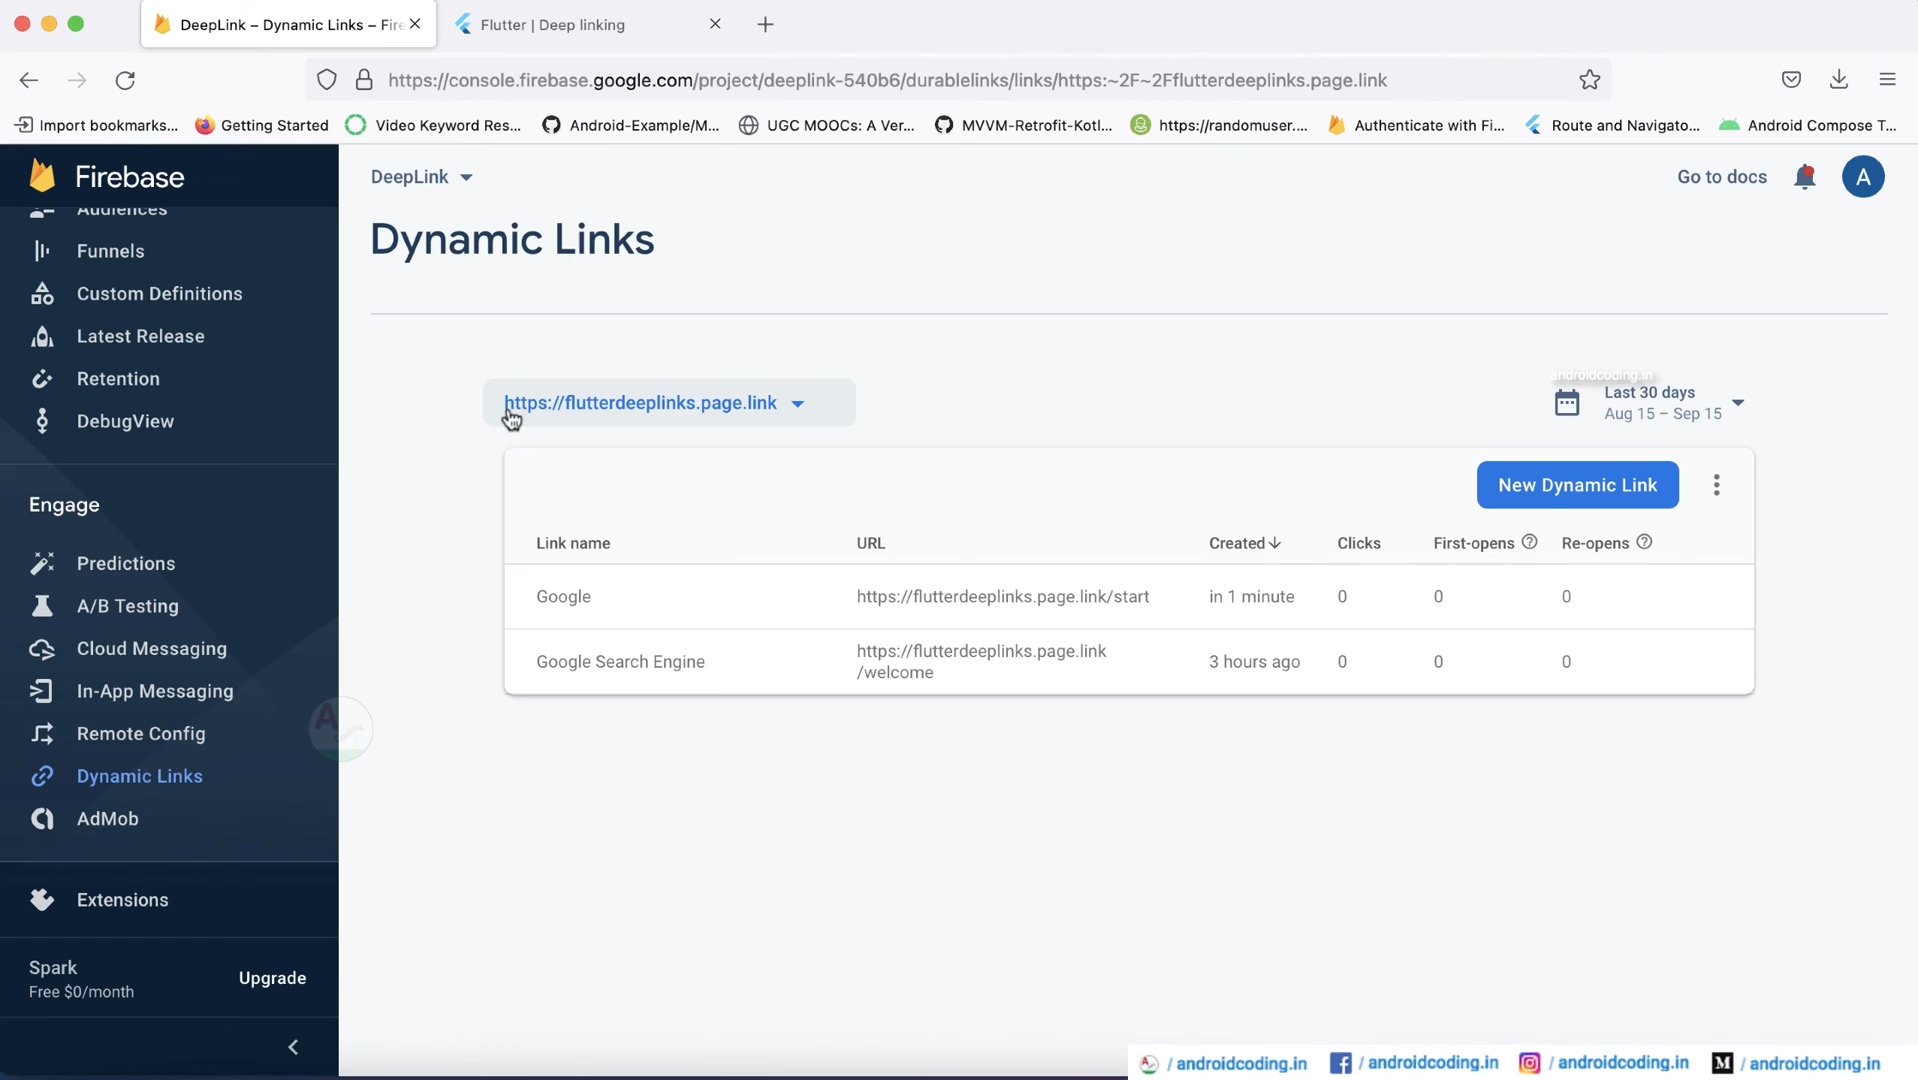 DeepLink – Dynamic Links – Fire
Flutter | Deep linking
https://console.firebase.google.com/project/deeplink-540b6/durablelinks/links/https:~2F~2Fflutterdeeplinks.page.link
Import bookmarks...
Getting Started
Video Keyword Res...
Android-Example/M...
UGC MOOCs: A Ver...
MVVM-Retrofit-Kotl...
https://randomuser....
Authenticate with Fi...
Route and Navigato...
Android Compose T...
Firebase
Audiences
Funnels
Custom Definitions
Latest Release
Retention
DebugView
Engage
Predictions
A/B Testing
Cloud Messaging
In-App Messaging
Remote Config
Dynamic Links
AdMob
Extensions
Spark
Free $0/month
Upgrade
DeepLink
Go to docs
A
Dynamic Links
https://flutterdeeplinks.page.link
androidcoding.in
Last 30 days
Aug 15 – Sep 15
New Dynamic Link
Link name URL Created Clicks First-opens Re-opens
Google https://flutterdeeplinks.page.link/start in 1 minute 0 0 0
Google Search Engine https://flutterdeeplinks.page.link
/welcome 3 hours ago 0 0 0
/ androidcoding.in
/ androidcoding.in
/ androidcoding.in
/ androidcoding.in